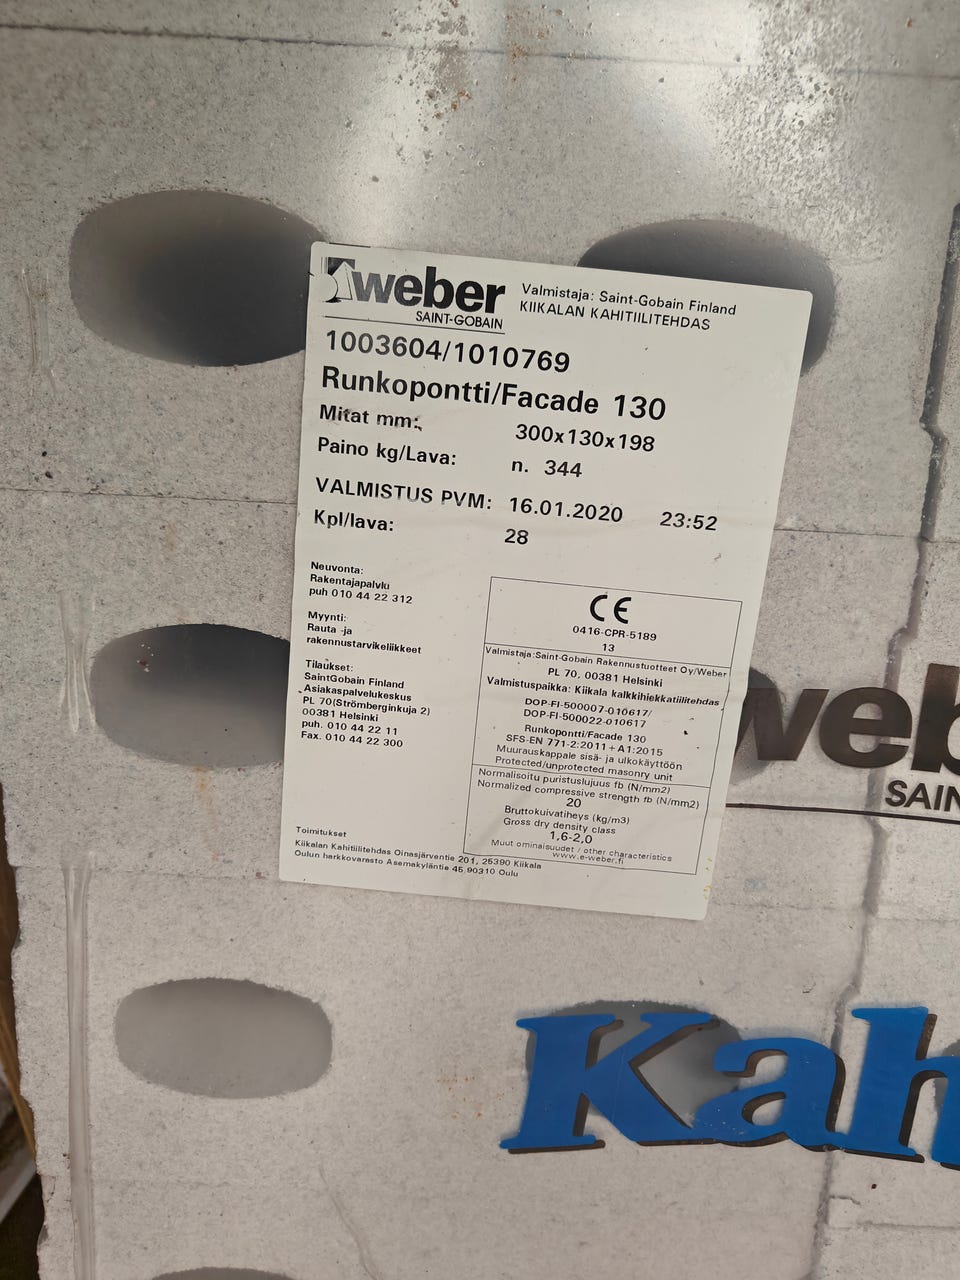 weber
SAINT-GOBAIN
Valmistaja: Saint-Gobain Finland
KIIKALAN KAHITIILITEHDAS
1003604/1010769
Runkopontti/Facade 130
Mitat mm: 300x130x198
Paino kg/Lava: n. 344
VALMISTUS PVM: 16.01.2020 23:52
Kpl/lava: 28
Neuvonta:
Rakentajapalvlu
puh 010 44 22 312
Myynti:
Rauta -ja
rakennustarvikeliikkeet
Tilaukset:
SaintGobain Finland
Asiakaspalvelukeskus
PL 70(Strömberginkuja 2)
00381 Helsinki
puh. 010 44 22 11
Fax. 010 44 22 300
CE
0416-CPR-5189
13
Valmistaja:Saint-Gobain Rakennustuotteet Oy/Weber
PL 70, 00381 Helsinki
Valmistuspaikka: Kiikala kalkkihiekkatiilitehdas
DOP-FI-500007-010617/
DOP-FI-500022-010617
Runkopontti/Facade 130
SFS-EN 771-2:2011+A1:2015
Muurauskappale sisä- ja ulkokäyttöön
Protected/unprotected masonry unit
Normalisoitu puristuslujuus fb (N/mm2)
Normalized compressive strength fb (N/mm2)
20
Bruttokuivatiheys (kg/m3)
Gross dry density class
1,6-2,0
Muut ominaisuudet / other characteristics
www.e-weber.fi
Toimitukset
Kiikalan Kahitiilitehdas Oinasjärventie 201, 25390 Kiikala
Oulun harkkovarasto Asemakyläntie 45 90310 Oulu
web
SAIN
Kah